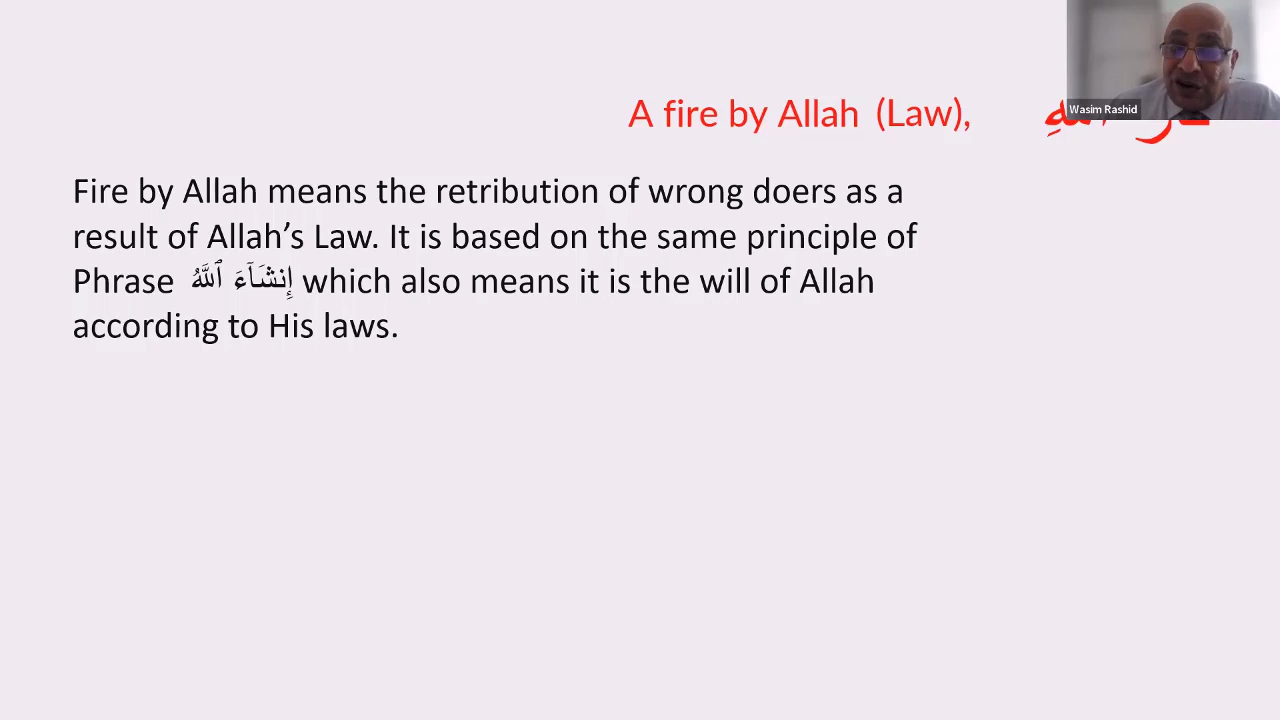 Wasim Rashid
A fire by Allah (Law),
Fire by Allah means the retribution of wrong doers as a
result of Allah’s Law. It is based on the same principle of
Phrase إِنشَآءَ ٱللَّهُ which also means it is the will of Allah
according to His laws.